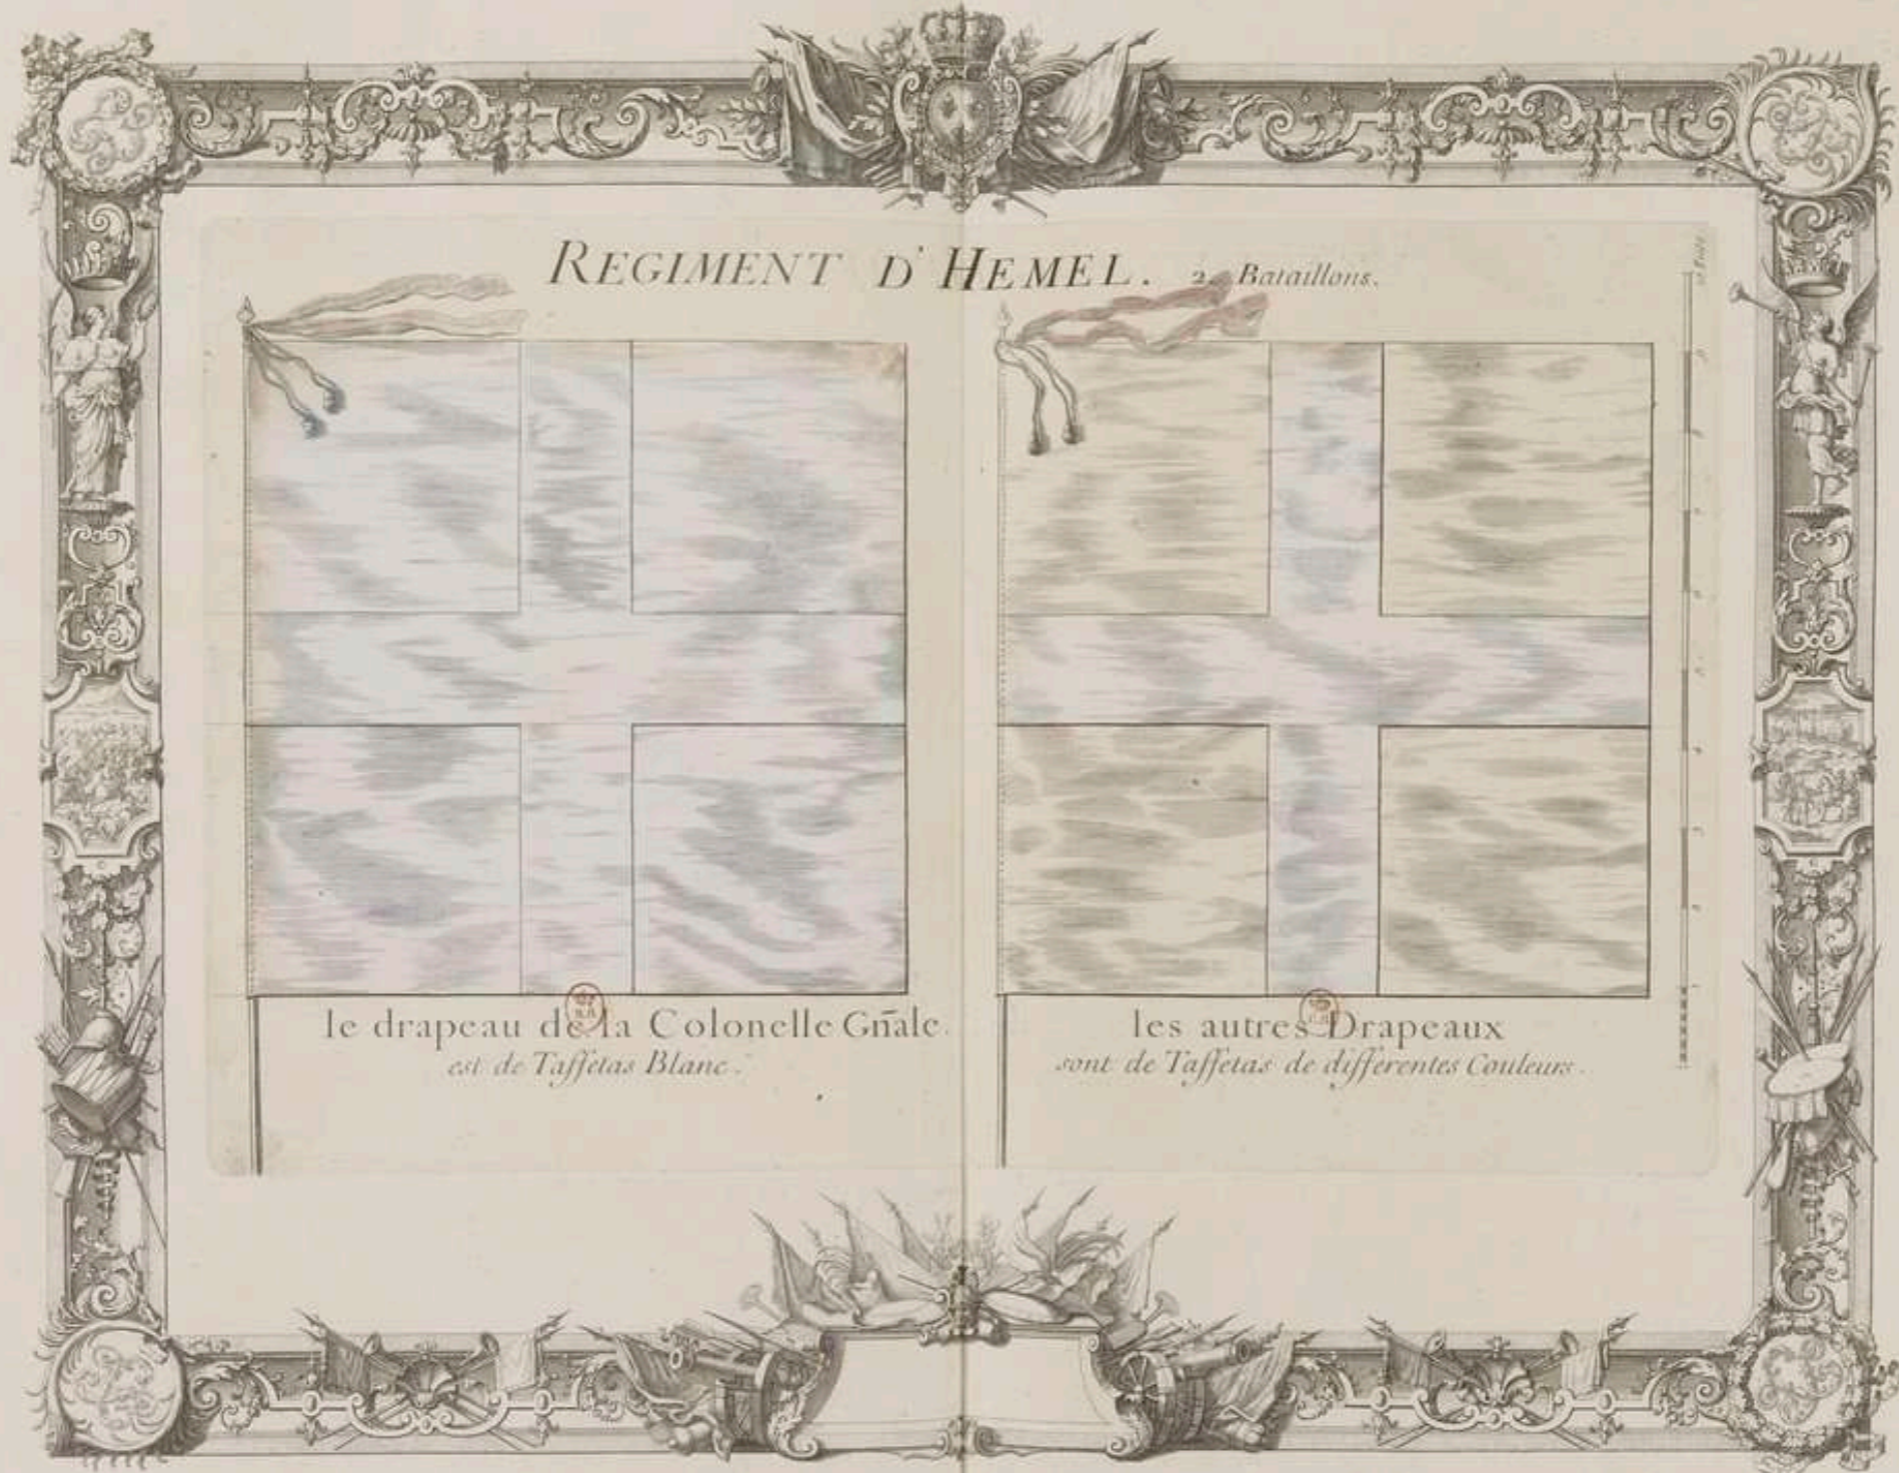 REGIMENT D'HEMEL. 2. Bataillons.
le drapeau de la Colonelle Gñale.
est de Taffetas Blanc.
les autres Drapeaux
sont de Taffetas de differentes Couleurs.